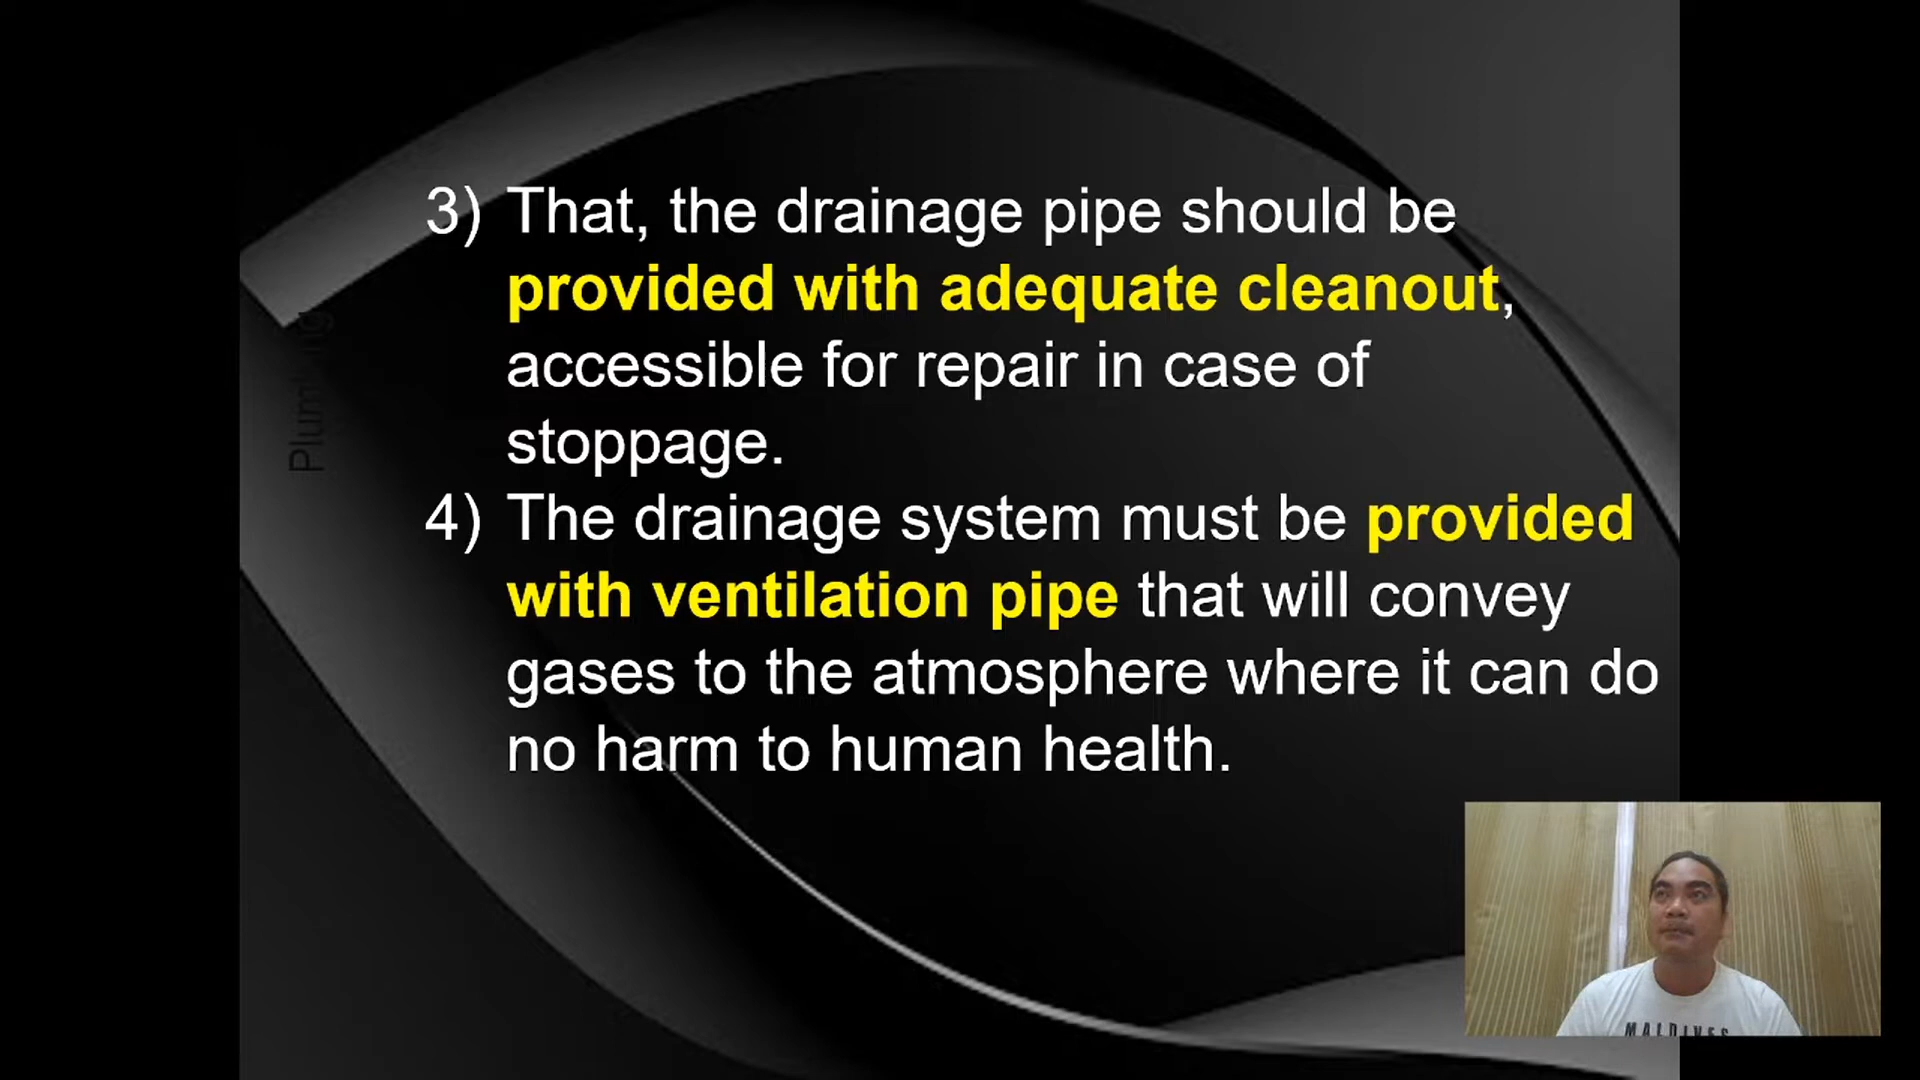 3) That, the drainage pipe should be
provided with adequate cleanout,
accessible for repair in case of
stoppage.
4) The drainage system must be provided
with ventilation pipe that will convey
gases to the atmosphere where it can do
no harm to human health.
MALDIVES